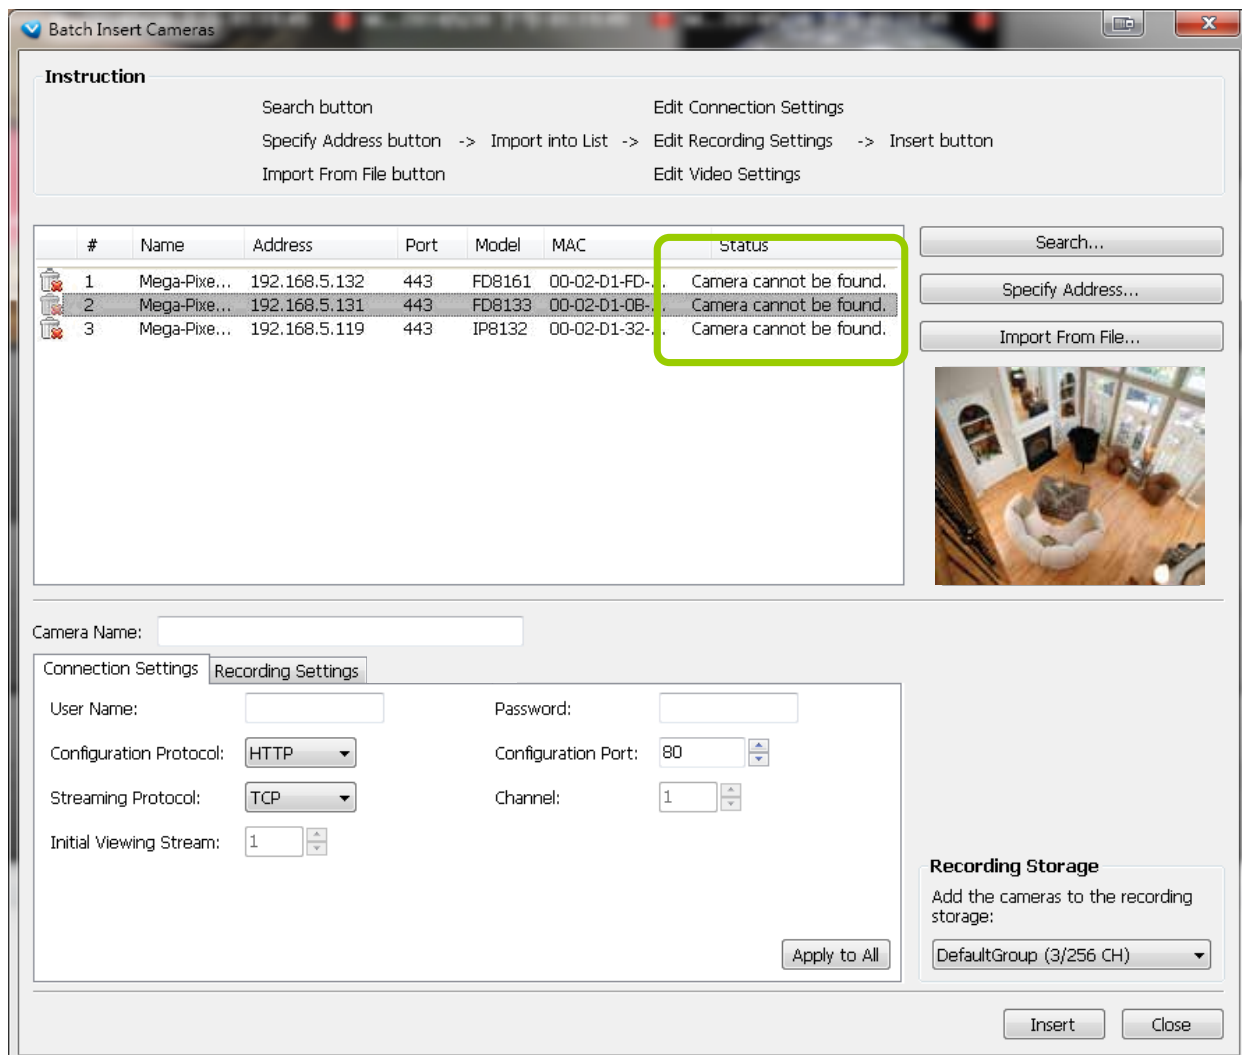 Batch Insert Cameras
Instruction
Search button Edit Connection Settings
Specify Address button -> Import into List -> Edit Recording Settings -> Insert button
Import From File button Edit Video Settings
# Name Address Port Model MAC Status
1 Mega-Pixe... 192.168.5.132 443 FD8161 00-02-D1-FD-... Camera cannot be found.
2 Mega-Pixe... 192.168.5.131 443 FD8133 00-02-D1-0B-... Camera cannot be found.
3 Mega-Pixe... 192.168.5.119 443 IP8132 00-02-D1-32-... Camera cannot be found.
Search...
Specify Address...
Import From File...
Camera Name:
Connection Settings Recording Settings
User Name: Password:
Configuration Protocol: HTTP Configuration Port: 80
Streaming Protocol: TCP Channel: 1
Initial Viewing Stream: 1
Apply to All
Recording Storage
Add the cameras to the recording
storage:
DefaultGroup (3/256 CH)
Insert Close